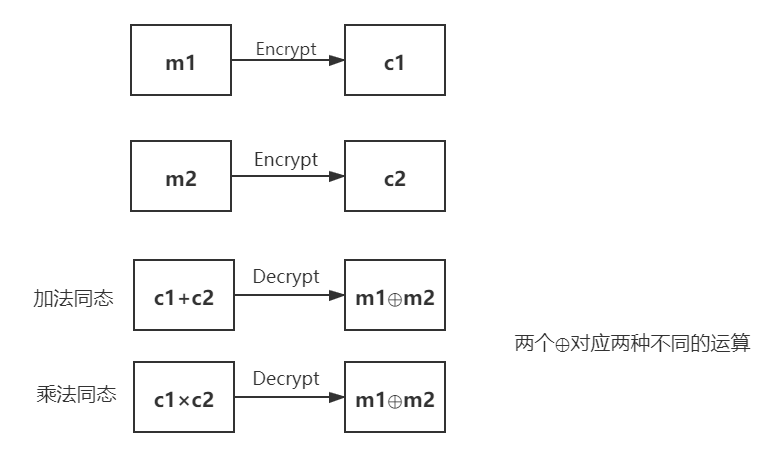 m1 Encrypt c1
m2 Encrypt c2
加法同态 c1+c2 Decrypt m1⊕m2
两个⊕对应两种不同的运算
乘法同态 c1×c2 Decrypt m1⊕m2